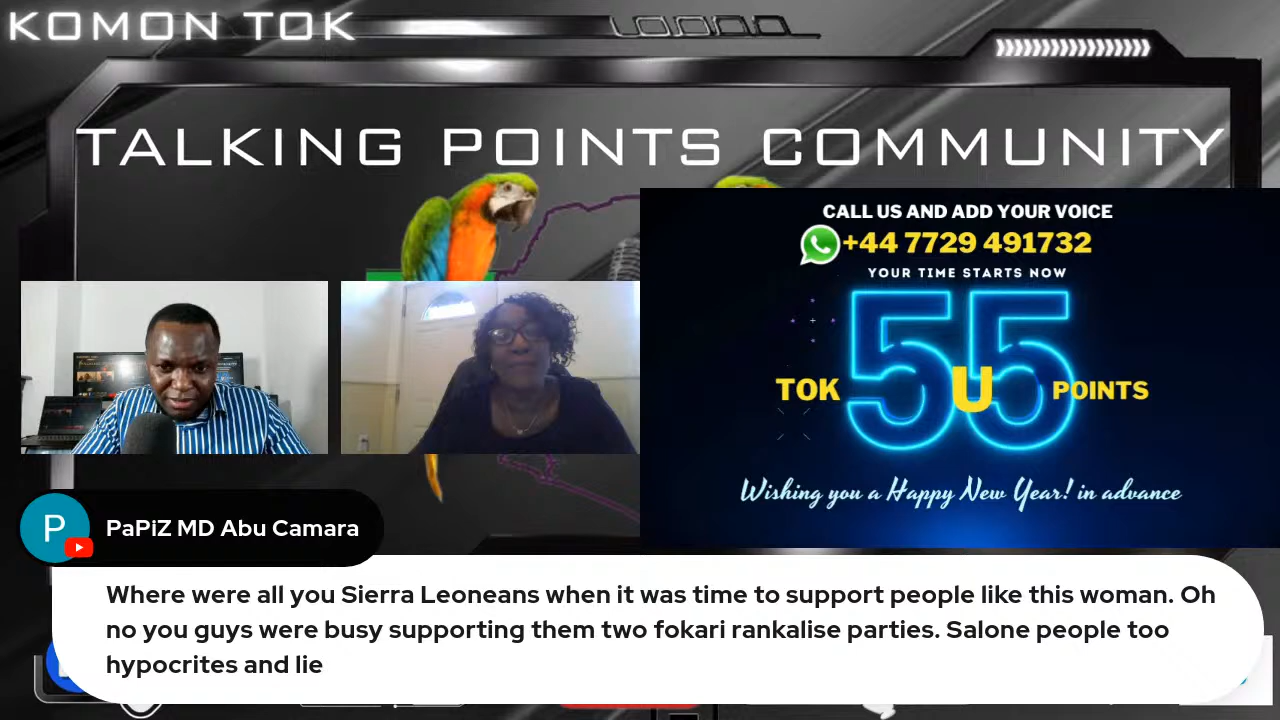 KOMON TOK
TALKING POINTS COMMUNITY
CALL US AND ADD YOUR VOICE
+44 7729 491732
YOUR TIME STARTS NOW
55
TOK U POINTS
Wishing you a Happy New Year! in advance
P PaPiZ MD Abu Camara
Where were all you Sierra Leoneans when it was time to support people like this woman. Oh
no you guys were busy supporting them two fokari rankalise parties. Salone people too
hypocrites and lie